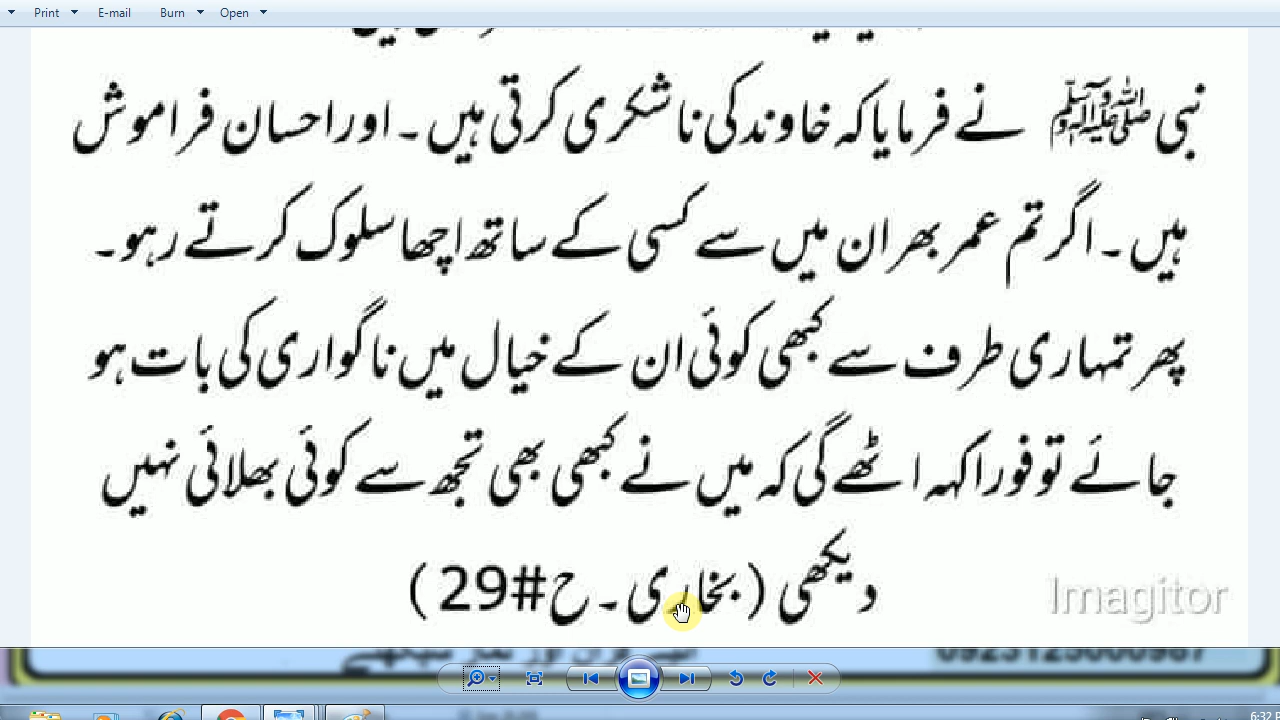 Print E-mail Burn Open
نبی ﷺ نے فرمایا کہ خاوند کی ناشکری کرتی ہیں۔ اور احسان فراموش
ہیں۔ اگر تم عمر بھر ان میں سے کسی کے ساتھ اچھا سلوک کرتے رہو۔
پھر تمہاری طرف سے کبھی کوئی ان کے خیال میں ناگواری کی بات ہو
جائے تو فورا کہہ اٹھے گی کہ میں نے کبھی بھی تجھ سے کوئی بھلائی نہیں
دیکھی (بخاری۔ ح#29)
Imagitor
6:32 P